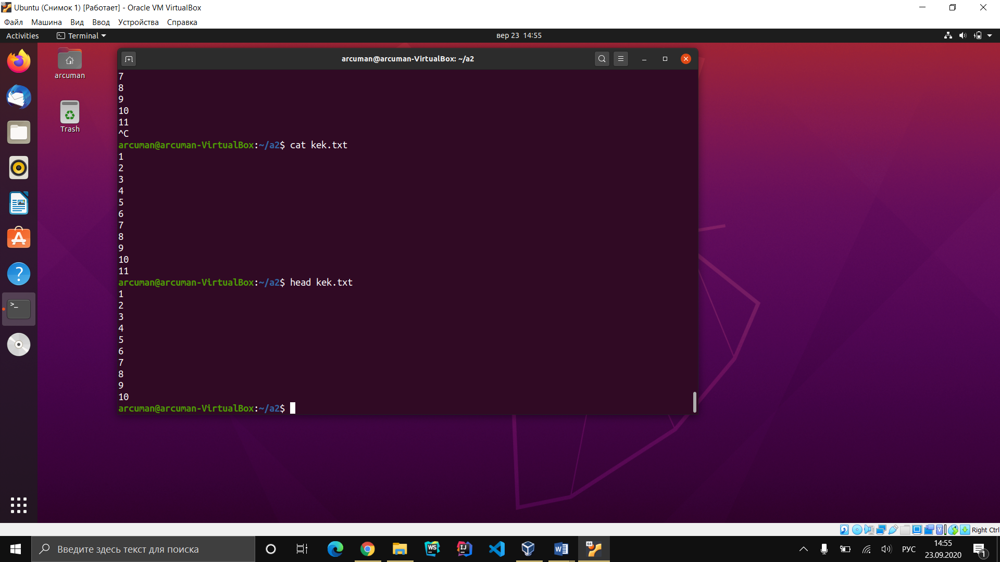 Ubuntu (Снимок 1) [Работает] - Oracle VM VirtualBox
Файл Машина Вид Ввод Устройства Справка
Activities Terminal вер 23 14:55
arcuman
Trash
arcuman@arcuman-VirtualBox: ~/a2
7
8
9
10
11
^C
arcuman@arcuman-VirtualBox:~/a2$ cat kek.txt
1
2
3
4
5
6
7
8
9
10
11
arcuman@arcuman-VirtualBox:~/a2$ head kek.txt
1
2
3
4
5
6
7
8
9
10
arcuman@arcuman-VirtualBox:~/a2$
Right Ctrl
Введите здесь текст для поиска
WS
IJ
W
64
РУС
14:55
23.09.2020
1